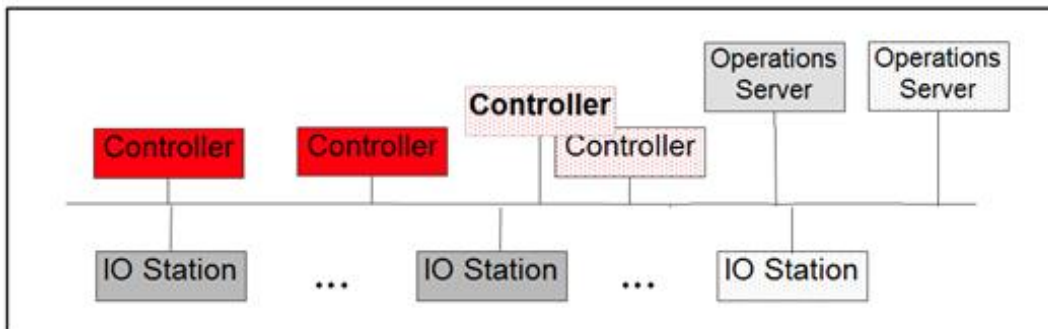 Operations
Server
Operations
Server
Controller
Controller
Controller
Controller
IO Station
...
IO Station
...
IO Station